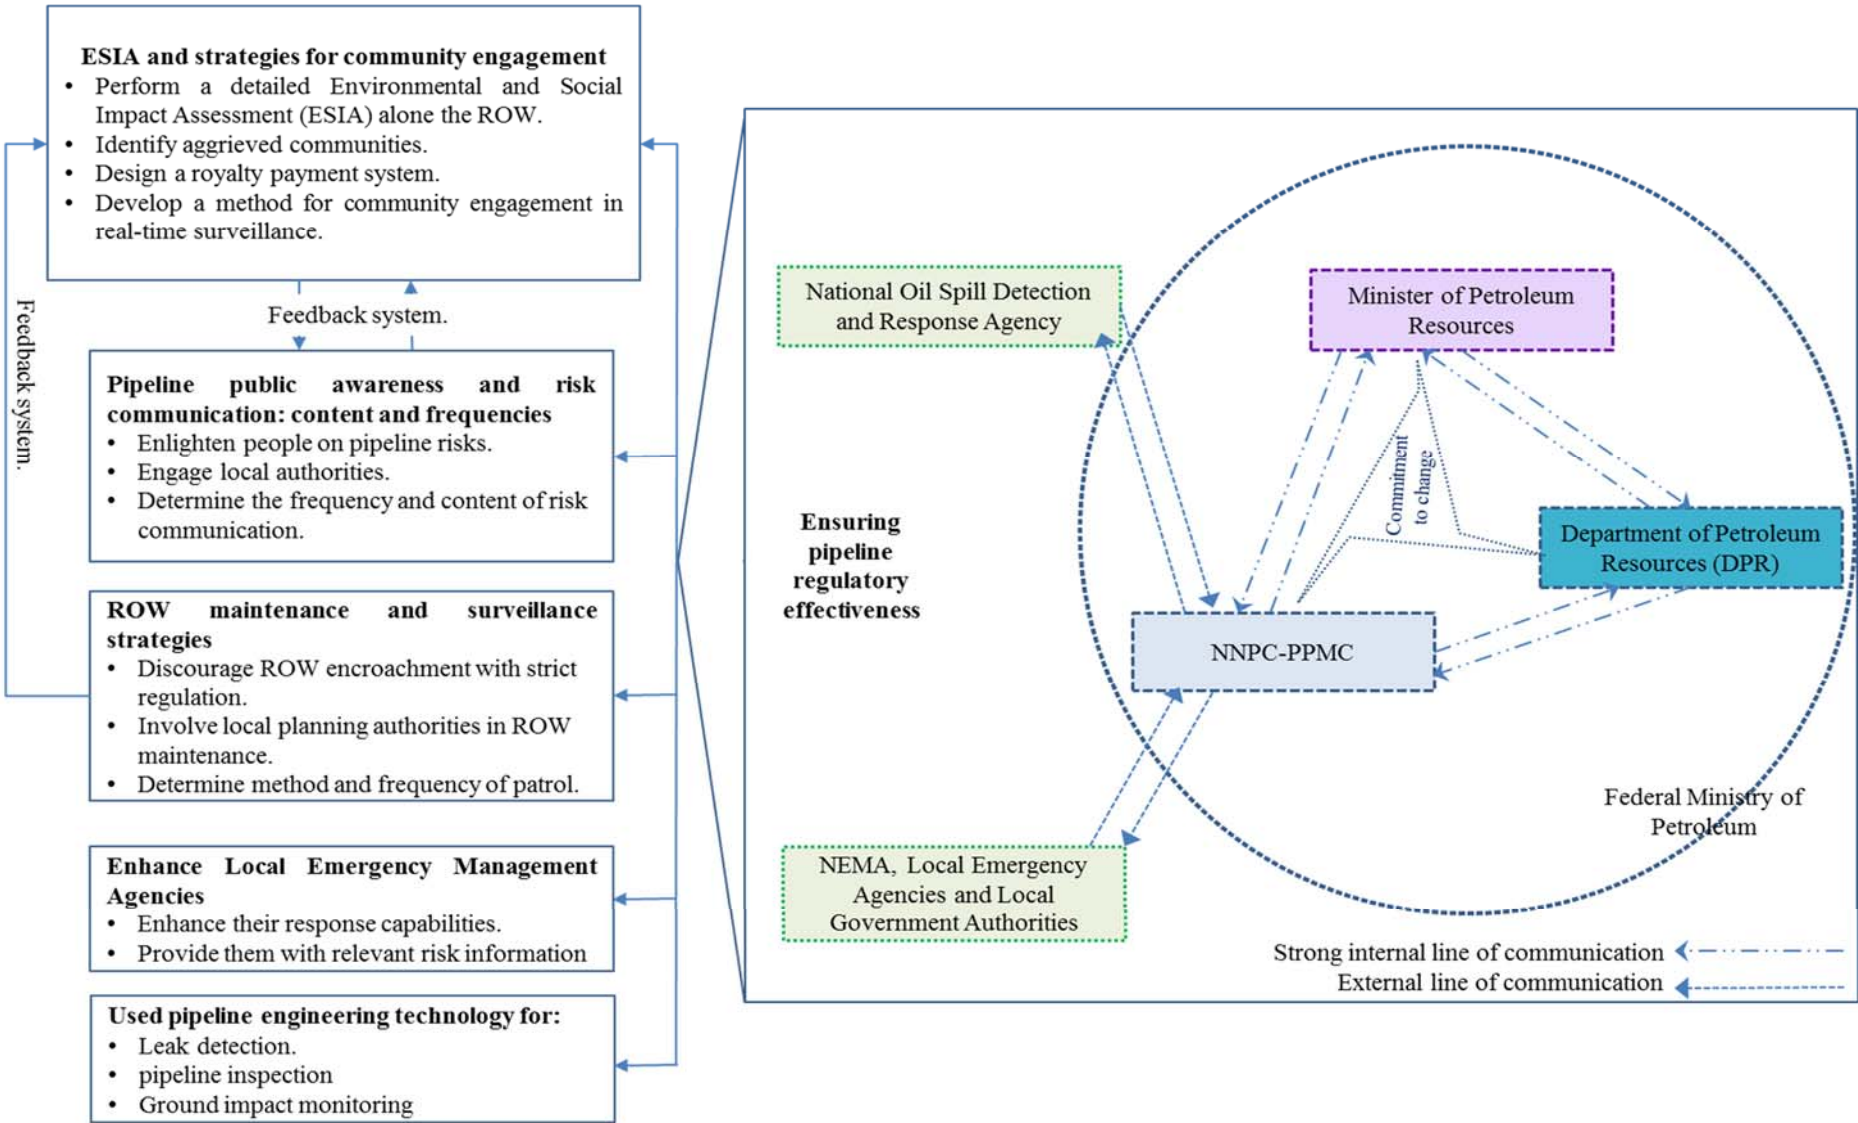 ESIA and strategies for community engagement
• Perform a detailed Environmental and Social
Impact Assessment (ESIA) alone the ROW.
• Identify aggrieved communities.
• Design a royalty payment system.
• Develop a method for community engagement in
real-time surveillance.
Feedback system.
Feedback system.
Pipeline public awareness and risk
communication: content and frequencies
• Enlighten people on pipeline risks.
• Engage local authorities.
• Determine the frequency and content of risk
communication.
ROW maintenance and surveillance
strategies
• Discourage ROW encroachment with strict
regulation.
• Involve local planning authorities in ROW
maintenance.
• Determine method and frequency of patrol.
Enhance Local Emergency Management
Agencies
• Enhance their response capabilities.
• Provide them with relevant risk information
Used pipeline engineering technology for:
• Leak detection.
• pipeline inspection
• Ground impact monitoring
National Oil Spill Detection
and Response Agency
Minister of Petroleum
Resources
Commitment
to change
Ensuring
pipeline
regulatory
effectiveness
Department of Petroleum
Resources (DPR)
NNPC-PPMC
Federal Ministry of
Petroleum
NEMA, Local Emergency
Agencies and Local
Government Authorities
Strong internal line of communication
External line of communication